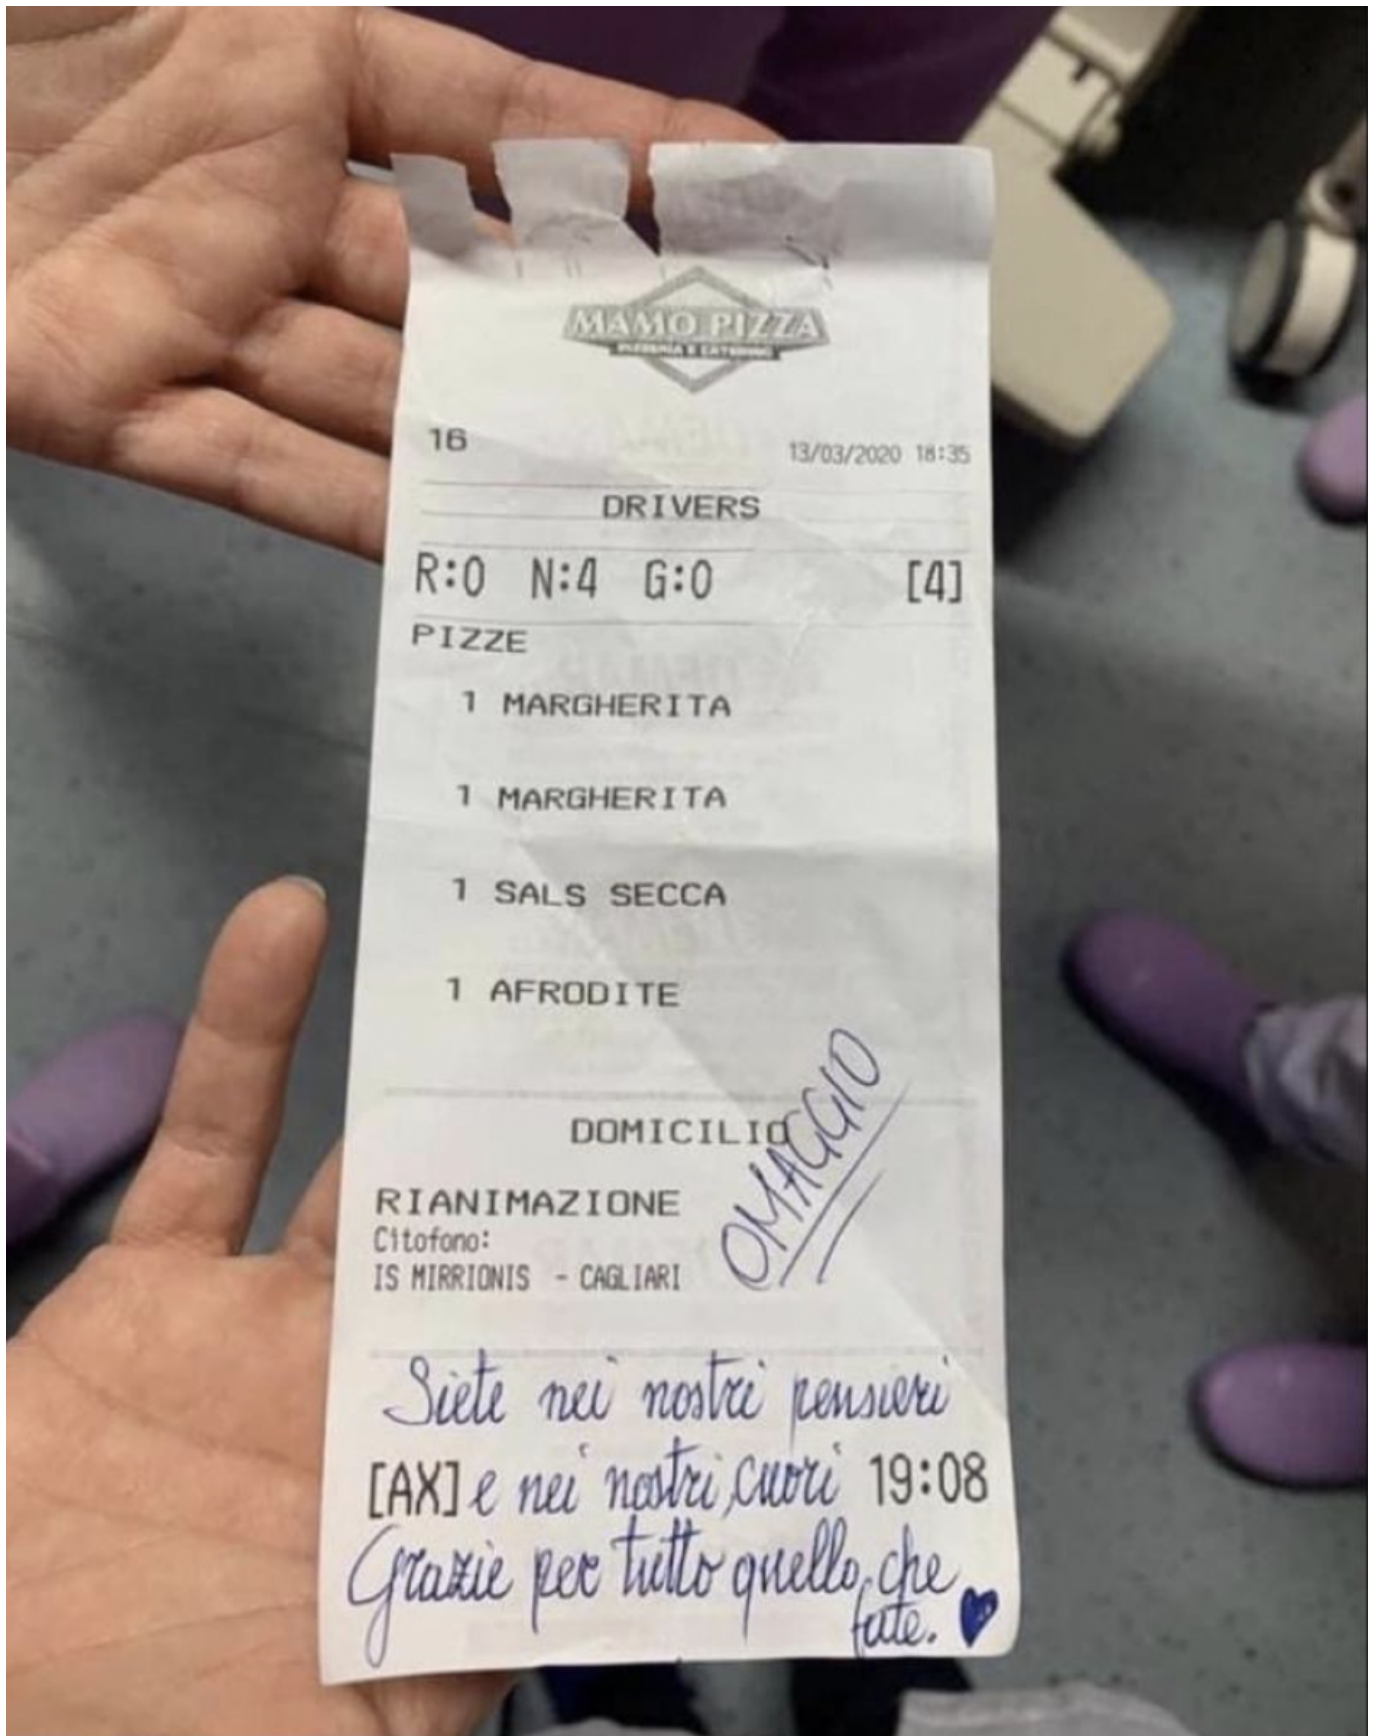 MAMO PIZZA
PIZZERIA E CATERING
16 13/03/2020 18:35
DRIVERS
R:0 N:4 G:0 [4]
PIZZE
1 MARGHERITA
1 MARGHERITA
1 SALS SECCA
1 AFRODITE
DOMICILIO
OMAGGIO
RIANIMAZIONE
Citofono:
IS MIRRIONIS - CAGLIARI
Siete nei nostri pensieri
[AX] e nei nostri cuori 19:08
Grazie per tutto quello che
fate.